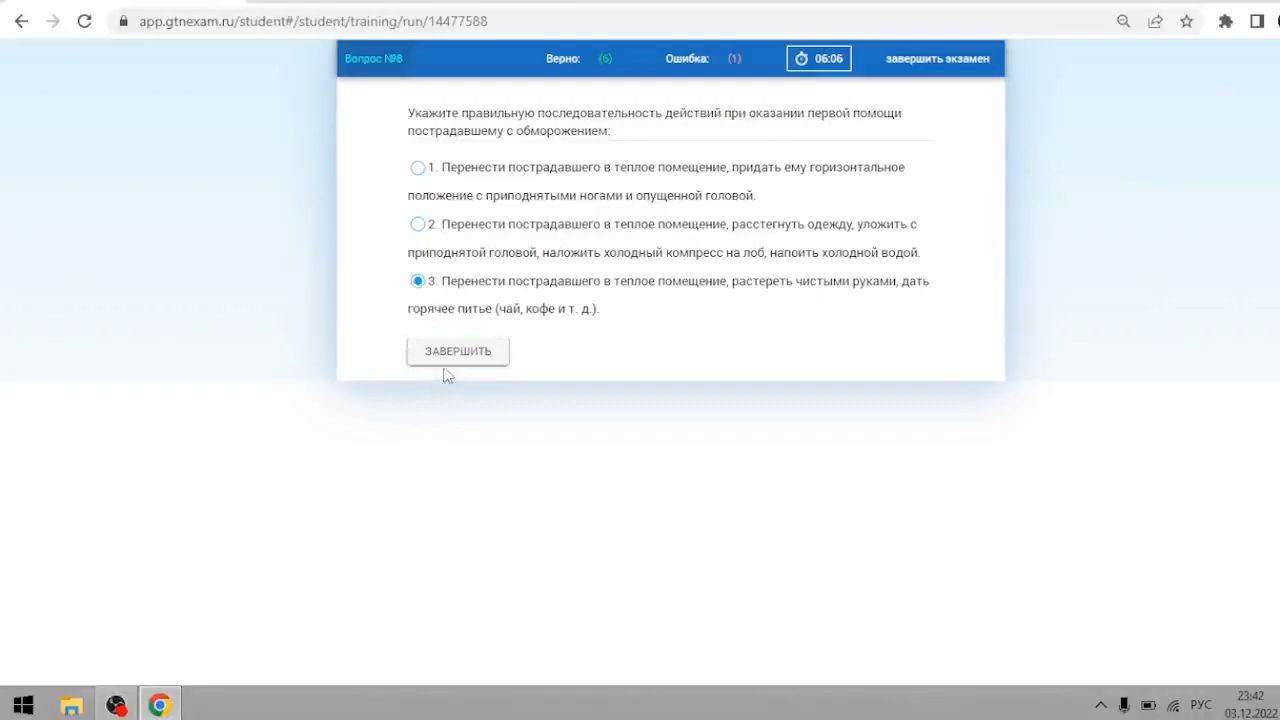 app.gtnexam.ru/student#/student/training/run/14477588
Вопрос №8 Верно: (6) Ошибка: (1) 06:06 завершить экзамен
Укажите правильную последовательность действий при оказании первой помощи
пострадавшему с обморожением:
1. Перенести пострадавшего в теплое помещение, придать ему горизонтальное
положение с приподнятыми ногами и опущенной головой.
2. Перенести пострадавшего в теплое помещение, расстегнуть одежду, уложить с
приподнятой головой, наложить холодный компресс на лоб, напоить холодной водой.
3. Перенести пострадавшего в теплое помещение, растереть чистыми руками, дать
горячее питье (чай, кофе и т. д.).
ЗАВЕРШИТЬ
РУС
23:42
03.12.2022